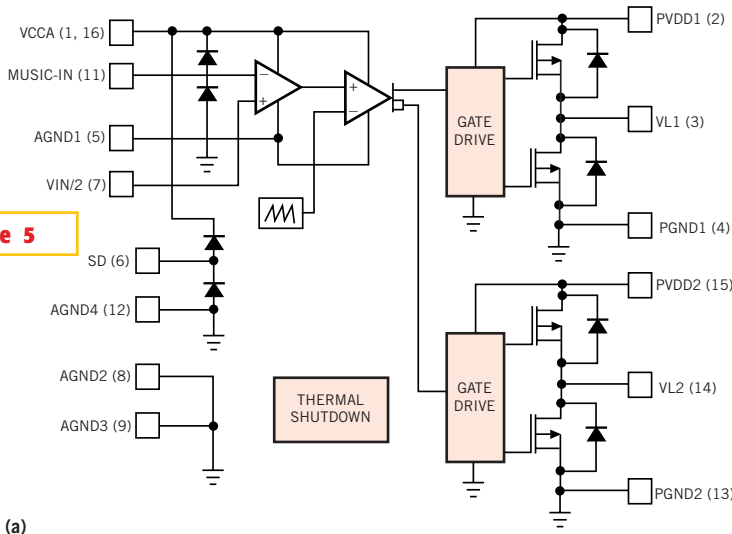 VCCA (1, 16)
MUSIC-IN (11)
AGND1 (5)
VIN/2 (7)
e 5
SD (6)
AGND4 (12)
AGND2 (8)
AGND3 (9)
THERMAL
SHUTDOWN
GATE
DRIVE
PVDD1 (2)
VL1 (3)
PGND1 (4)
GATE
DRIVE
PVDD2 (15)
VL2 (14)
PGND2 (13)
(a)